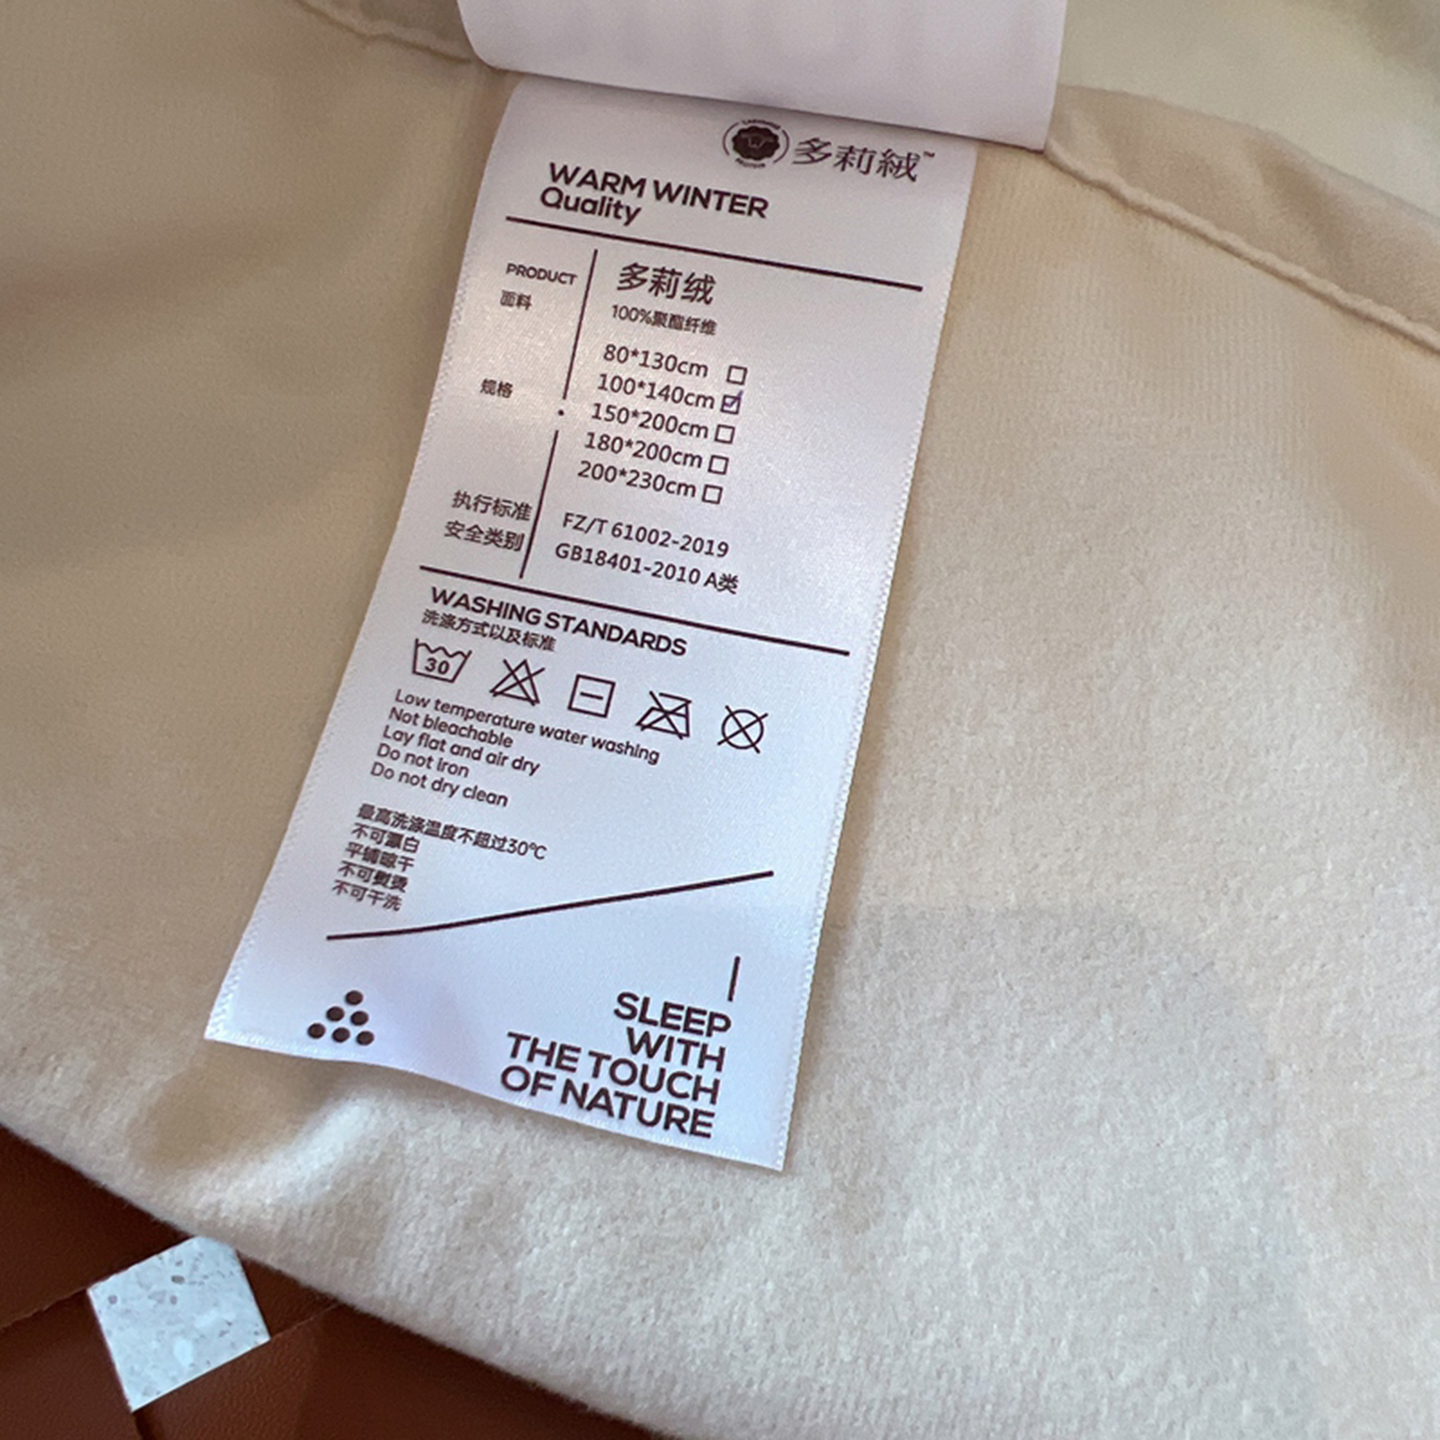 多莉絨™
WARM WINTER
Quality
PRODUCT
面料
多莉绒
100%聚酯纤维
规格
80*130cm
100*140cm
150*200cm
180*200cm
200*230cm
执行标准 FZ/T 61002-2019
安全类别 GB18401-2010 A类
WASHING STANDARDS
洗涤方式以及标准
30
Low temperature water washing
Not bleachable
Lay flat and air dry
Do not iron
Do not dry clean
最高洗涤温度不超过30℃
不可漂白
平铺晾干
不可熨烫
不可干洗
SLEEP
WITH
THE TOUCH
OF NATURE